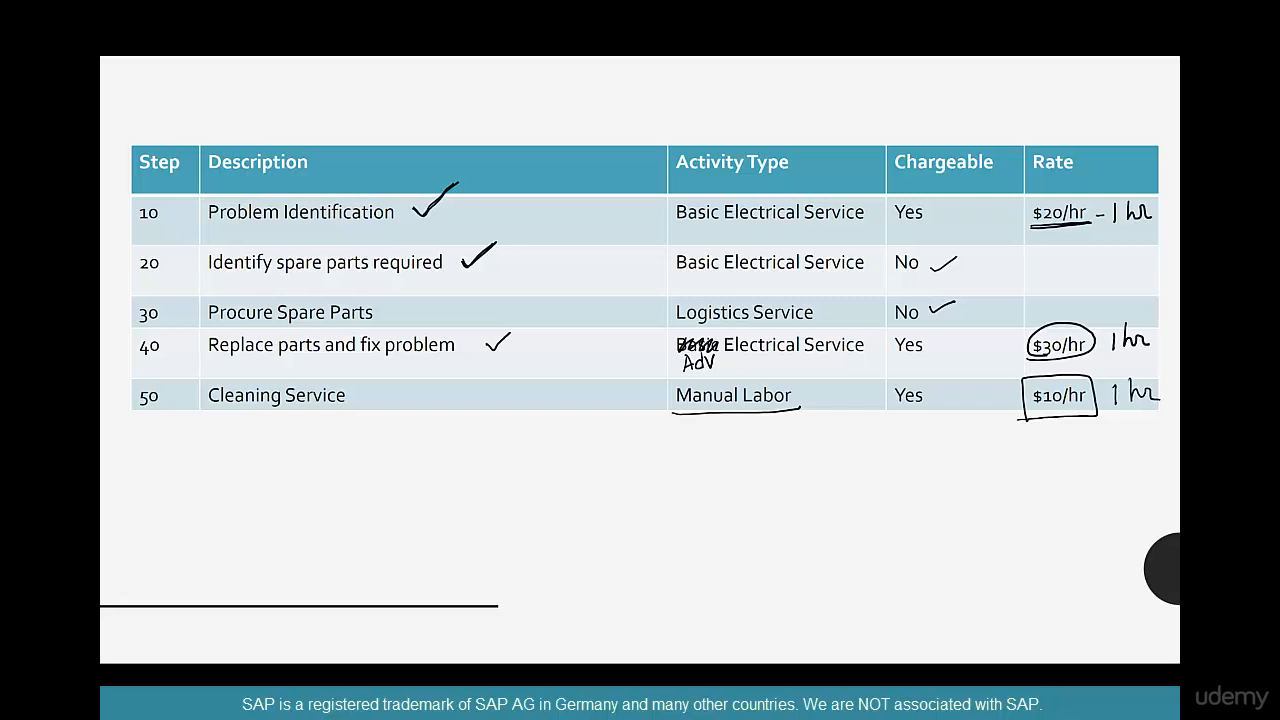 Step Description Activity Type Chargeable Rate
10 Problem Identification Basic Electrical Service Yes $20/hr - 1 hr
20 Identify spare parts required Basic Electrical Service No
30 Procure Spare Parts Logistics Service No
40 Replace parts and fix problem Electrical Service Yes $30/hr 1 hr
Adv
50 Cleaning Service Manual Labor Yes $10/hr 1 hr
SAP is a registered trademark of SAP AG in Germany and many other countries. We are NOT associated with SAP.
udemy